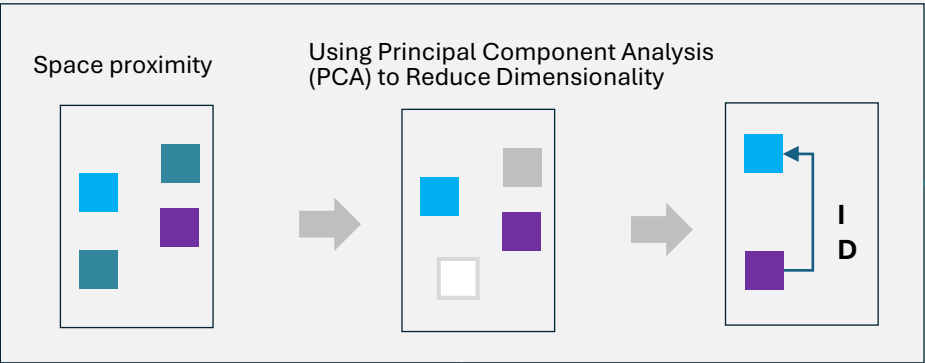 Space proximity
Using Principal Component Analysis
(PCA) to Reduce Dimensionality
I
D